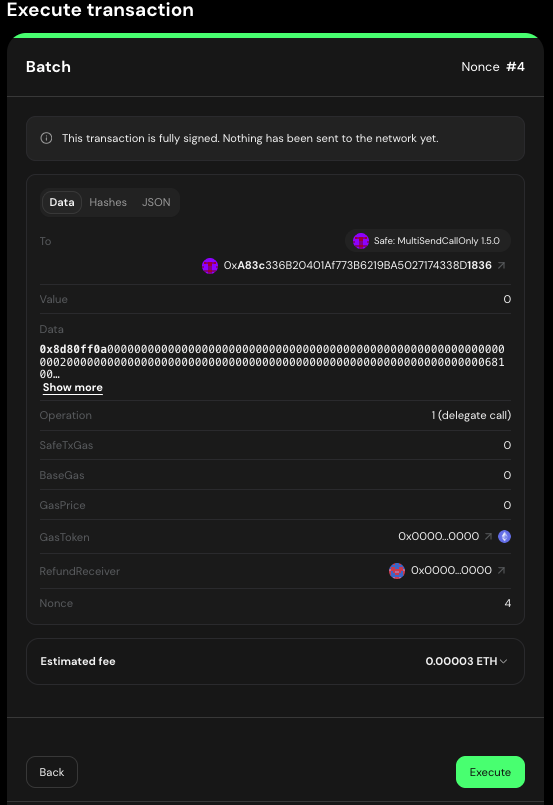 Execute transaction
Batch
Nonce #4
This transaction is fully signed. Nothing has been sent to the network yet.
Data Hashes JSON
To
Safe: MultiSendCallOnly 1.5.0
0xA83c336B20401Af773B6219BA5027174338D1836
Value 0
Data
0x8d80ff0a0000000000000000000000000000000000000000000000000000000000
000200000000000000000000000000000000000000000000000000000000000000681
00…
Show more
Operation 1 (delegate call)
SafeTxGas 0
BaseGas 0
GasPrice 0
GasToken 0x0000...0000
RefundReceiver 0x0000...0000
Nonce 4
Estimated fee 0.00003 ETH
Back
Execute